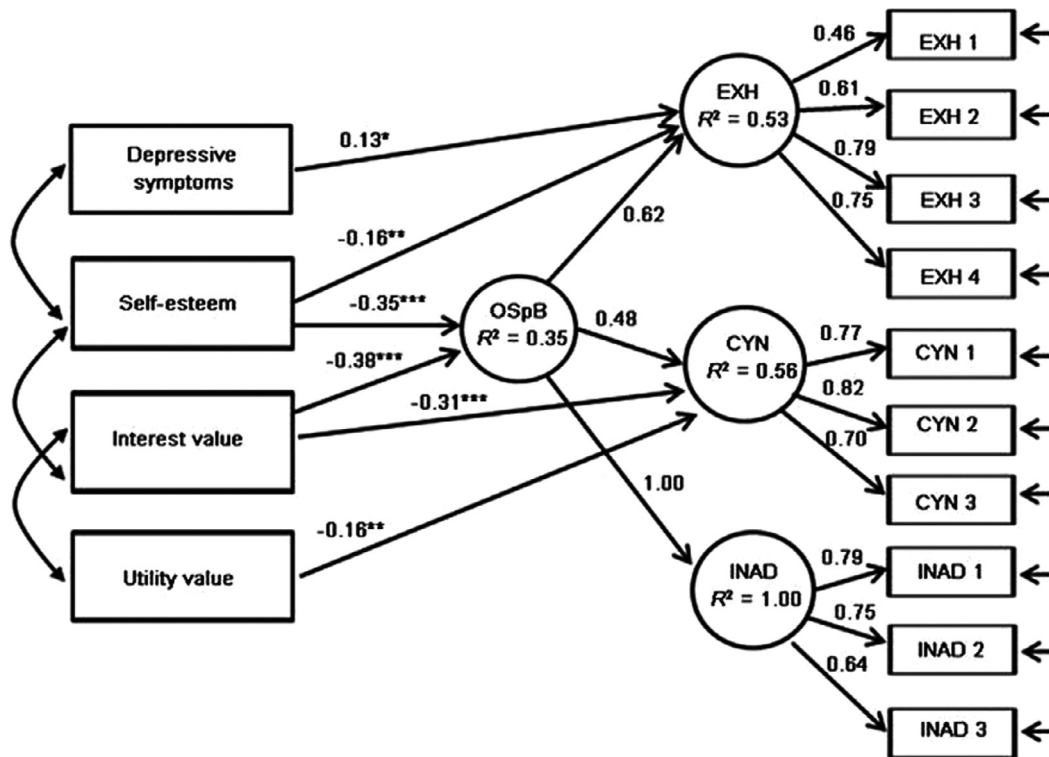 Depressive
symptoms
Self-esteem
Interest value
Utility value
0.13*
-0.16**
-0.35***
-0.38***
-0.31***
-0.16**
OSpB
R² = 0.35
0.62
0.48
1.00
EXH
R² = 0.53
CYN
R² = 0.56
INAD
R² = 1.00
0.46
0.61
0.79
0.75
0.77
0.82
0.70
0.79
0.75
0.64
EXH 1
EXH 2
EXH 3
EXH 4
CYN 1
CYN 2
CYN 3
INAD 1
INAD 2
INAD 3